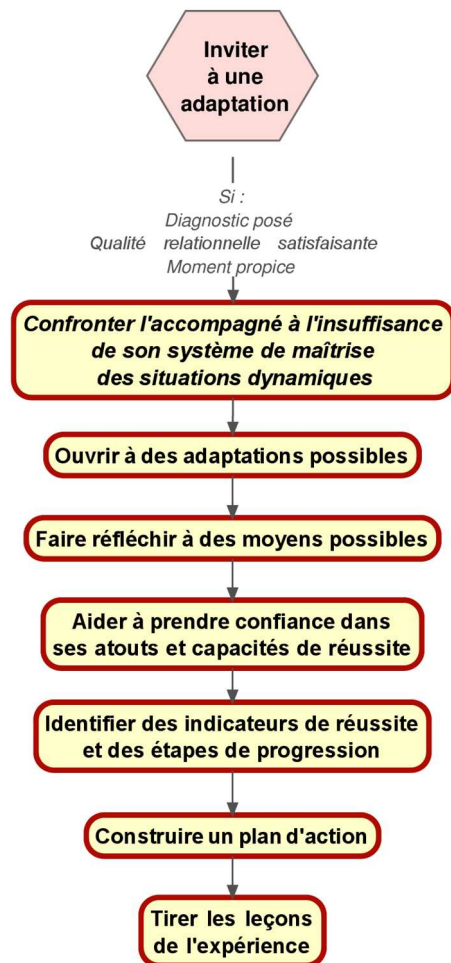 Inviter
à une
adaptation
Si :
Diagnostic posé
Qualité relationnelle satisfaisante
Moment propice
Confronter l'accompagné à l'insuffisance
de son système de maîtrise
des situations dynamiques
Ouvrir à des adaptations possibles
Faire réfléchir à des moyens possibles
Aider à prendre confiance dans
ses atouts et capacités de réussite
Identifier des indicateurs de réussite
et des étapes de progression
Construire un plan d'action
Tirer les leçons
de l'expérience